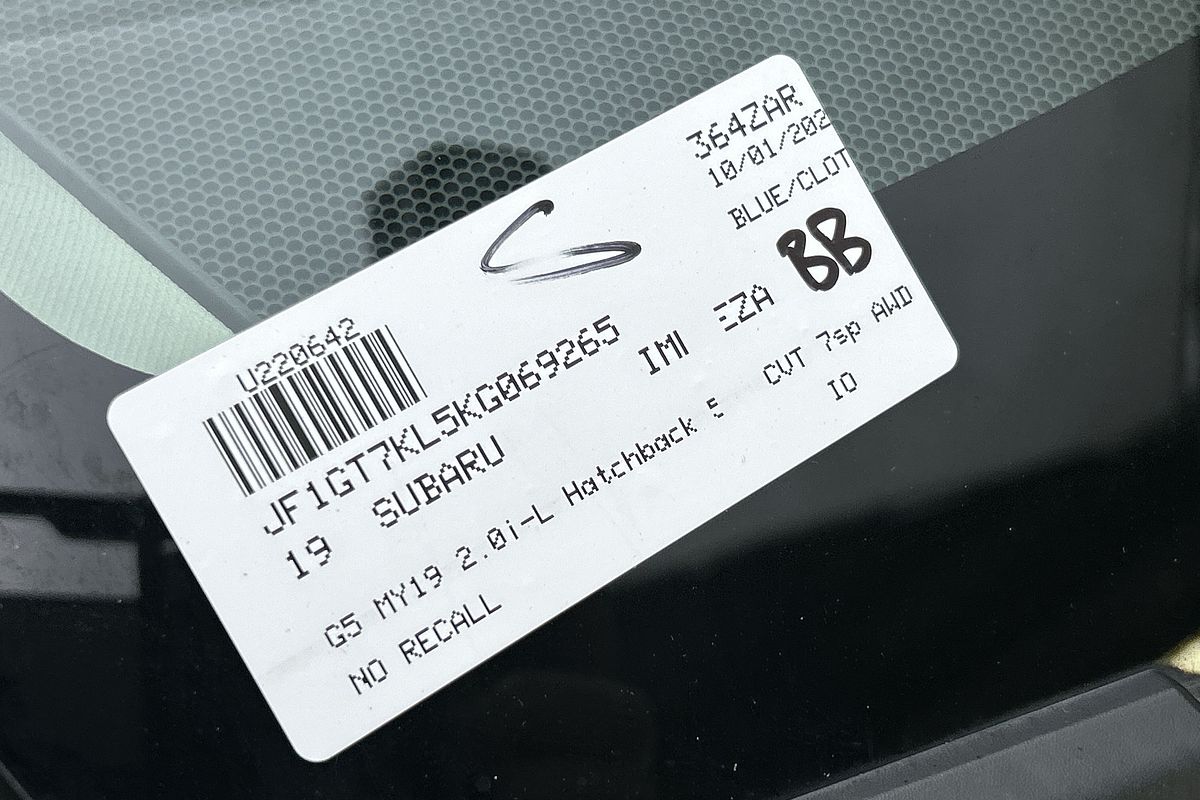 364ZAR
10/01/202
BLUE/CLOT
S
BB
U220642
JF1GT7KL5KG069265
19 SUBARU IMP EZA
G5 MY19 2.0i-L Hatchback 5 CVT 7sp AWD
NO RECALL IO